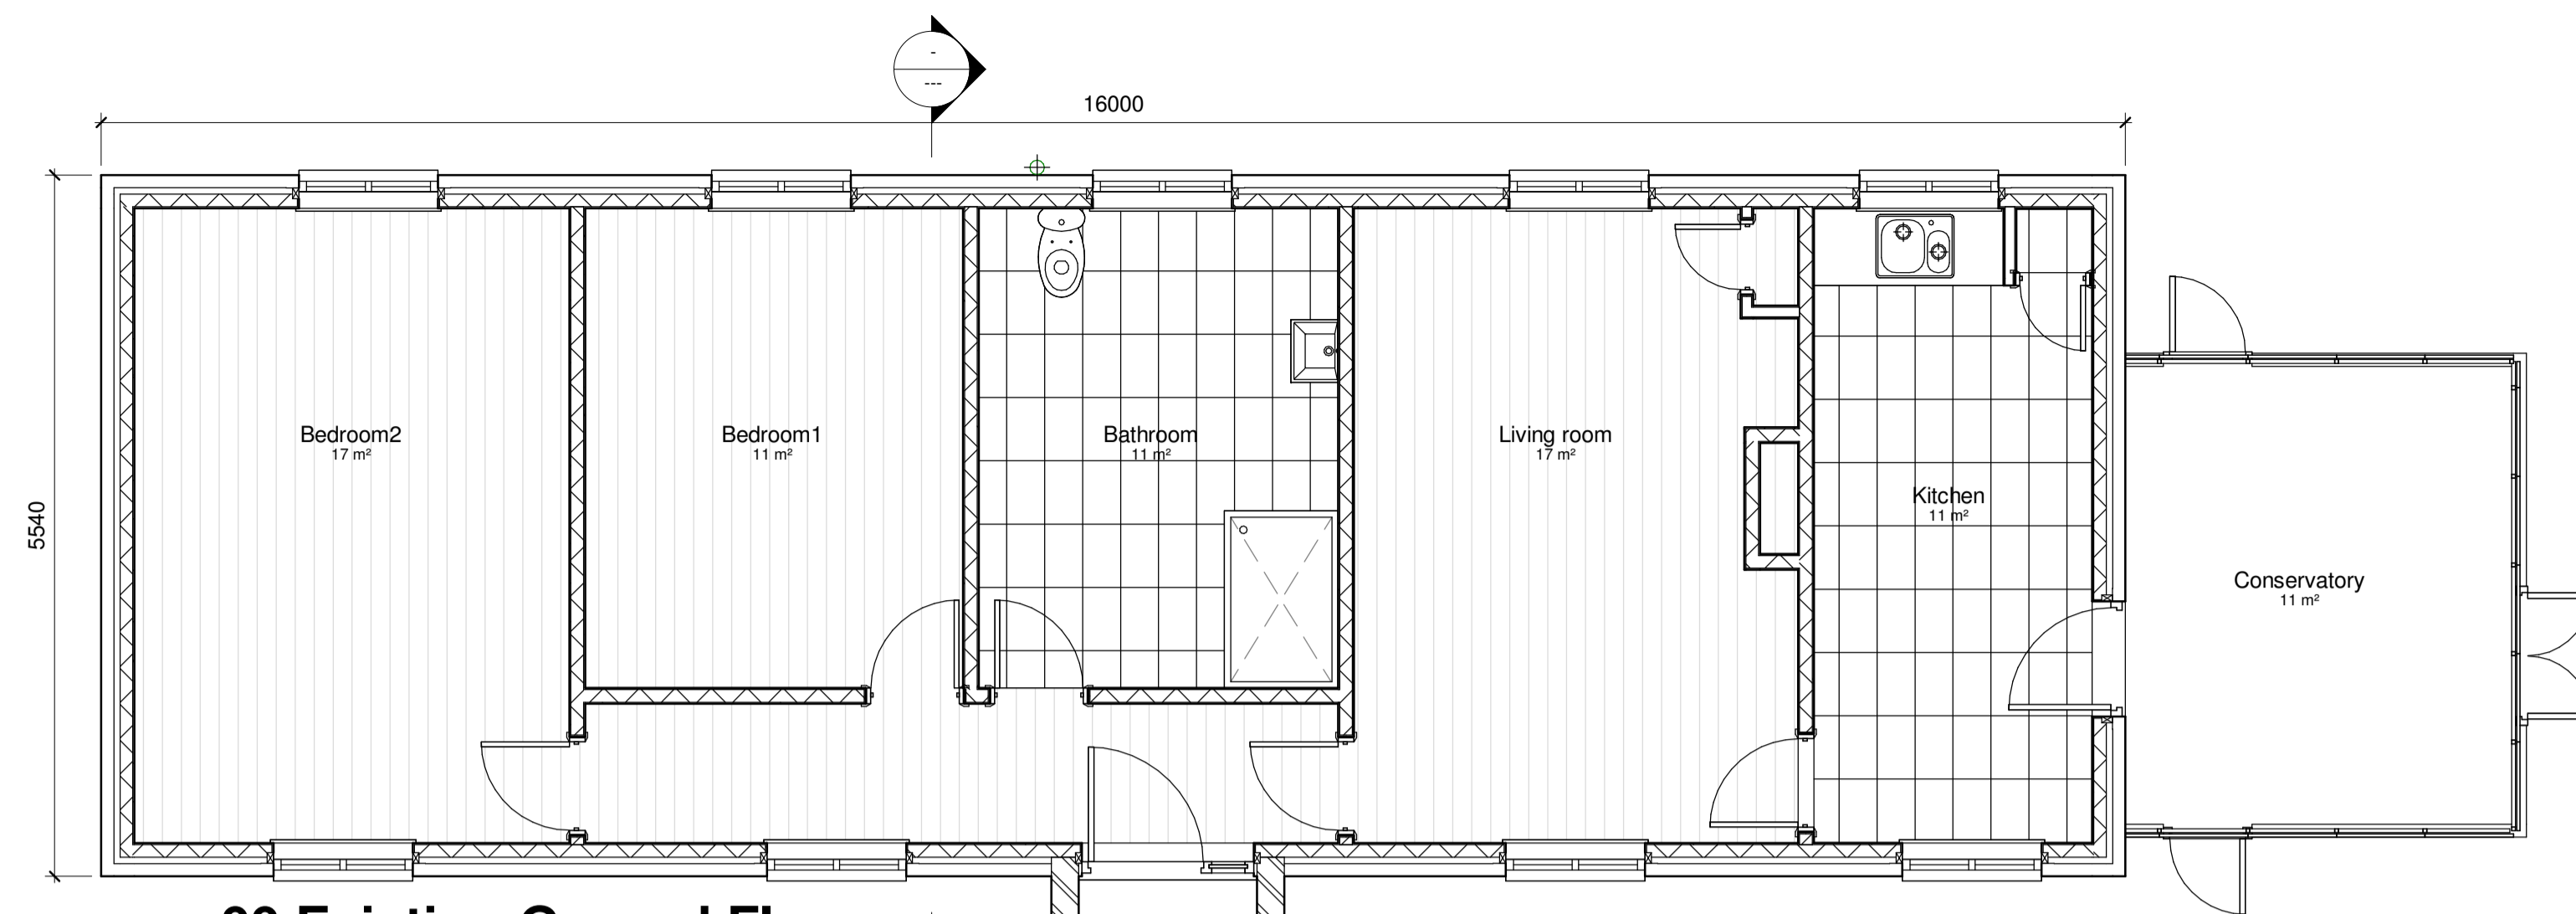 -
---
16000
5540
Bedroom2
17 m²
Bedroom1
11 m²
Bathroom
11 m²
Living room
17 m²
Kitchen
11 m²
Conservatory
11 m²